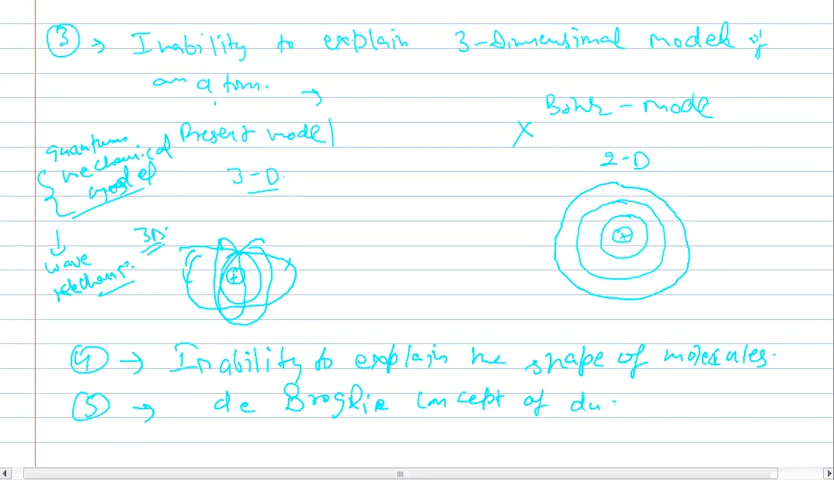 ③ → Inability to explain 3-Dimensional model of
an atom. →
Present model
3-D.
quantum
mechanical
model
↓
wave
mechanics.
3D.
+
X Bohr-model
2-D
+
④ → Inability to explain the shape of molecules.
⑤ → de Broglie concept of du.